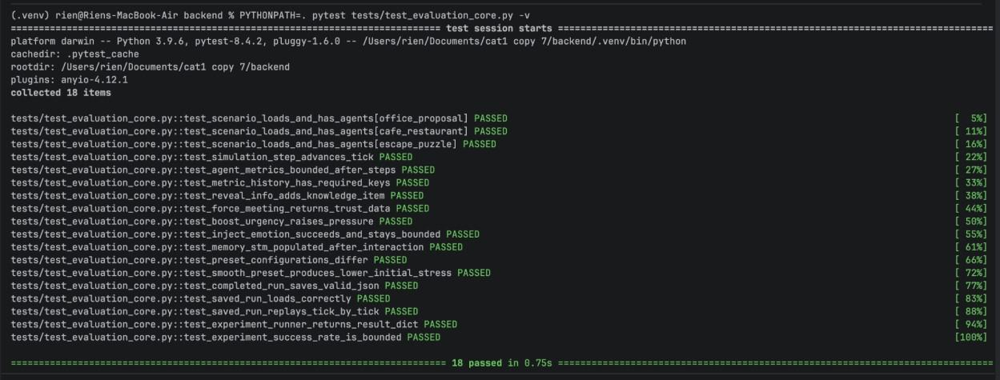 (.venv) rien@Riens-MacBook-Air backend % PYTHONPATH=. pytest tests/test_evaluation_core.py -v
============================================================================ test session starts ==============================================================================
platform darwin -- Python 3.9.6, pytest-8.4.2, pluggy-1.6.0 -- /Users/rien/Documents/cat1 copy 7/backend/.venv/bin/python
cachedir: .pytest_cache
rootdir: /Users/rien/Documents/cat1 copy 7/backend
plugins: anyio-4.12.1
collected 18 items
tests/test_evaluation_core.py::test_scenario_loads_and_has_agents[office_proposal] PASSED [  5%]
tests/test_evaluation_core.py::test_scenario_loads_and_has_agents[cafe_restaurant] PASSED [ 11%]
tests/test_evaluation_core.py::test_scenario_loads_and_has_agents[escape_puzzle] PASSED [ 16%]
tests/test_evaluation_core.py::test_simulation_step_advances_tick PASSED [ 22%]
tests/test_evaluation_core.py::test_agent_metrics_bounded_after_steps PASSED [ 27%]
tests/test_evaluation_core.py::test_metric_history_has_required_keys PASSED [ 33%]
tests/test_evaluation_core.py::test_reveal_info_adds_knowledge_item PASSED [ 38%]
tests/test_evaluation_core.py::test_force_meeting_returns_trust_data PASSED [ 44%]
tests/test_evaluation_core.py::test_boost_urgency_raises_pressure PASSED [ 50%]
tests/test_evaluation_core.py::test_inject_emotion_succeeds_and_stays_bounded PASSED [ 55%]
tests/test_evaluation_core.py::test_memory_stm_populated_after_interaction PASSED [ 61%]
tests/test_evaluation_core.py::test_preset_configurations_differ PASSED [ 66%]
tests/test_evaluation_core.py::test_smooth_preset_produces_lower_initial_stress PASSED [ 72%]
tests/test_evaluation_core.py::test_completed_run_saves_valid_json PASSED [ 77%]
tests/test_evaluation_core.py::test_saved_run_loads_correctly PASSED [ 83%]
tests/test_evaluation_core.py::test_saved_run_replays_tick_by_tick PASSED [ 88%]
tests/test_evaluation_core.py::test_experiment_runner_returns_result_dict PASSED [ 94%]
tests/test_evaluation_core.py::test_experiment_success_rate_is_bounded PASSED [100%]
============================================================================== 18 passed in 0.75s ==============================================================================